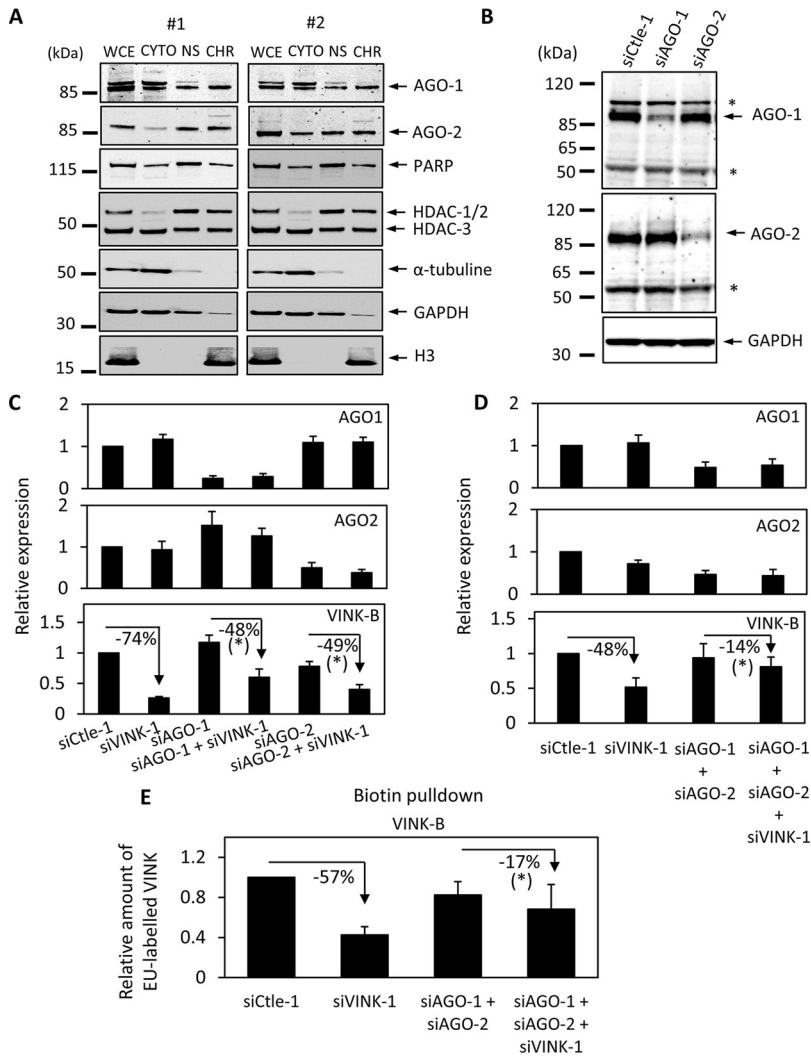 A
#1
#2
(kDa)
WCE CYTO NS CHR
WCE CYTO NS CHR
85
AGO-1
85
AGO-2
115
PARP
HDAC-1/2
50
HDAC-3
50
α-tubuline
GAPDH
30
H3
15
B
siCtle-1
siAGO-1
siAGO-2
(kDa)
120
*
85
AGO-1
65
50
*
120
85
AGO-2
65
50
*
GAPDH
30
C
Relative expression
2
1
0
AGO1
2
1
0
AGO2
1.5
1
0.5
0
VINK-B
-74%
-48%
(*)
-49%
(*)
siCtle-1
siVINK-1
siAGO-1
siAGO-1 + siVINK-1
siAGO-2
siAGO-2 + siVINK-1
D
Relative expression
2
1
0
AGO1
2
1
0
AGO2
1.5
1
0.5
0
VINK-B
-48%
-14%
(*)
siCtle-1
siVINK-1
siAGO-1
+
siAGO-2
siAGO-1
+
siAGO-2
+
siVINK-1
E
Biotin pulldown
VINK-B
Relative amount of
EU-labelled VINK
1.2
0.8
0.4
0
-57%
-17%
(*)
siCtle-1
siVINK-1
siAGO-1 +
siAGO-2
siAGO-1 +
siAGO-2 +
siVINK-1